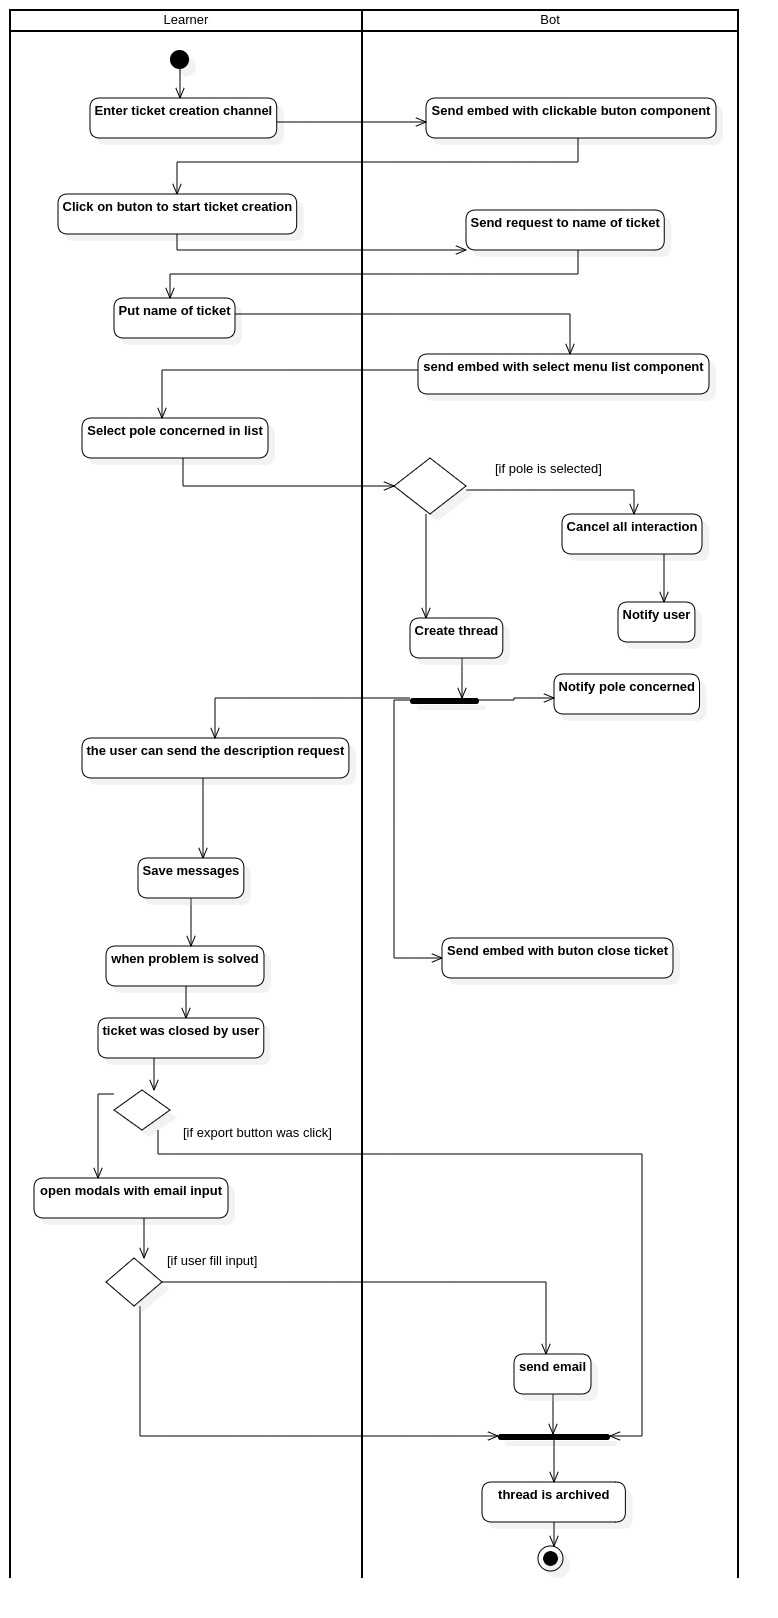 Learner
Bot
Enter ticket creation channel
Send embed with clickable buton component
Click on buton to start ticket creation
Send request to name of ticket
Put name of ticket
send embed with select menu list component
Select pole concerned in list
[if pole is selected]
Cancel all interaction
Notify user
Create thread
Notify pole concerned
the user can send the description request
Save messages
Send embed with buton close ticket
when problem is solved
ticket was closed by user
[if export button was click]
open modals with email input
[if user fill input]
send email
thread is archived